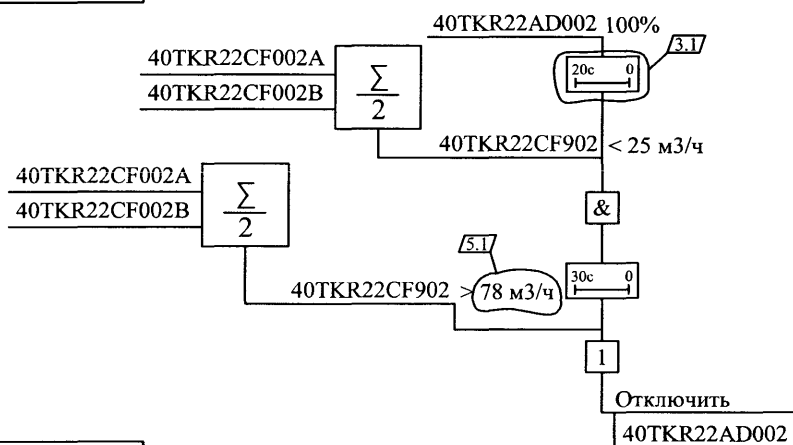 40TKR22AD002 100%
3.1
40TKR22CF002A
40TKR22CF002B
Σ
2
20с 0
40TKR22CF902 < 25 м3/ч
40TKR22CF002A
40TKR22CF002B
Σ
2
&
5.1
30с 0
40TKR22CF902 > 78 м3/ч
1
Отключить
40TKR22AD002